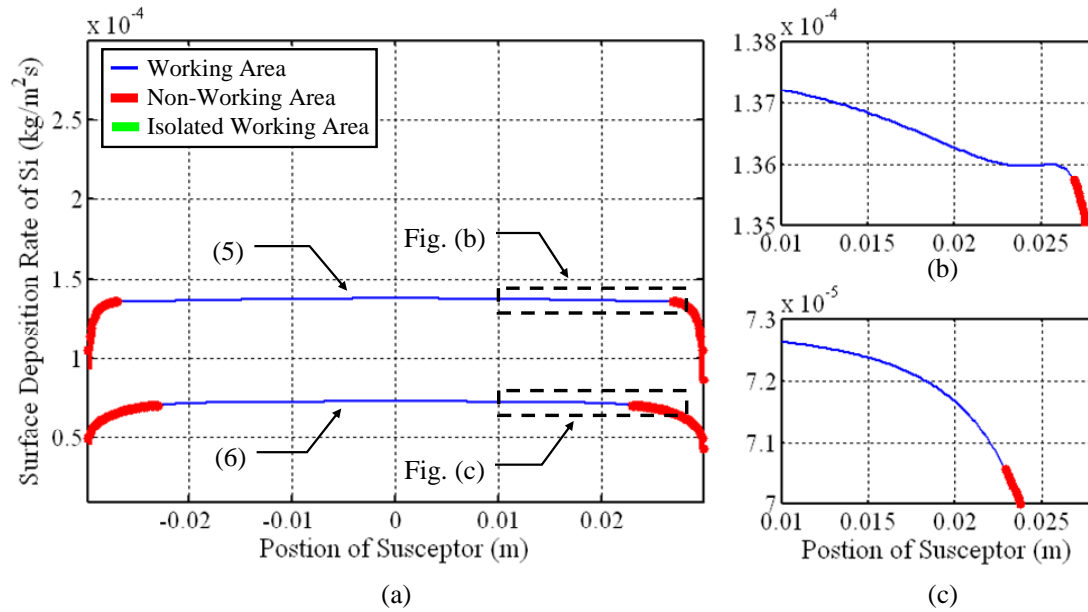 x 10⁻⁴
Surface Deposition Rate of Si (kg/m²s)
2.5
2
1.5
1
0.5
Working Area
Non-Working Area
Isolated Working Area
(5)
Fig. (b)
(6)
Fig. (c)
-0.02
-0.01
0
0.01
0.02
Postion of Susceptor (m)
(a)
x 10⁻⁴
1.38
1.37
1.36
1.35
0.01
0.015
0.02
0.025
(b)
x 10⁻⁵
7.3
7.2
7.1
7
0.01
0.015
0.02
0.025
Postion of Susceptor (m)
(c)